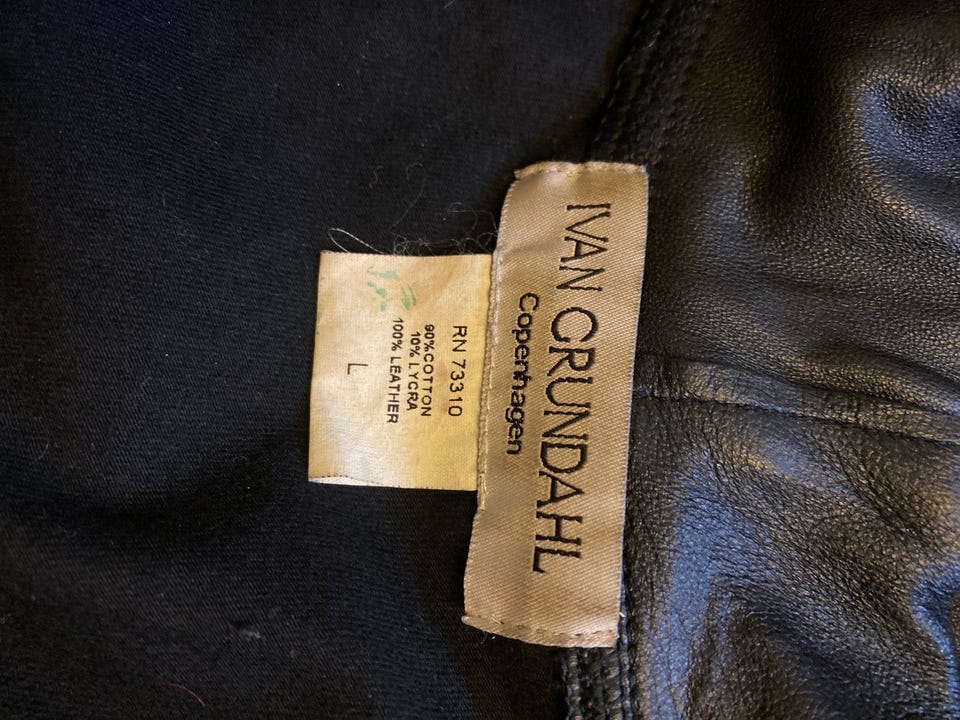 IVAN GRUNDAHL
Copenhagen
RN 73310
90% COTTON
10% LYCRA
100% LEATHER
L